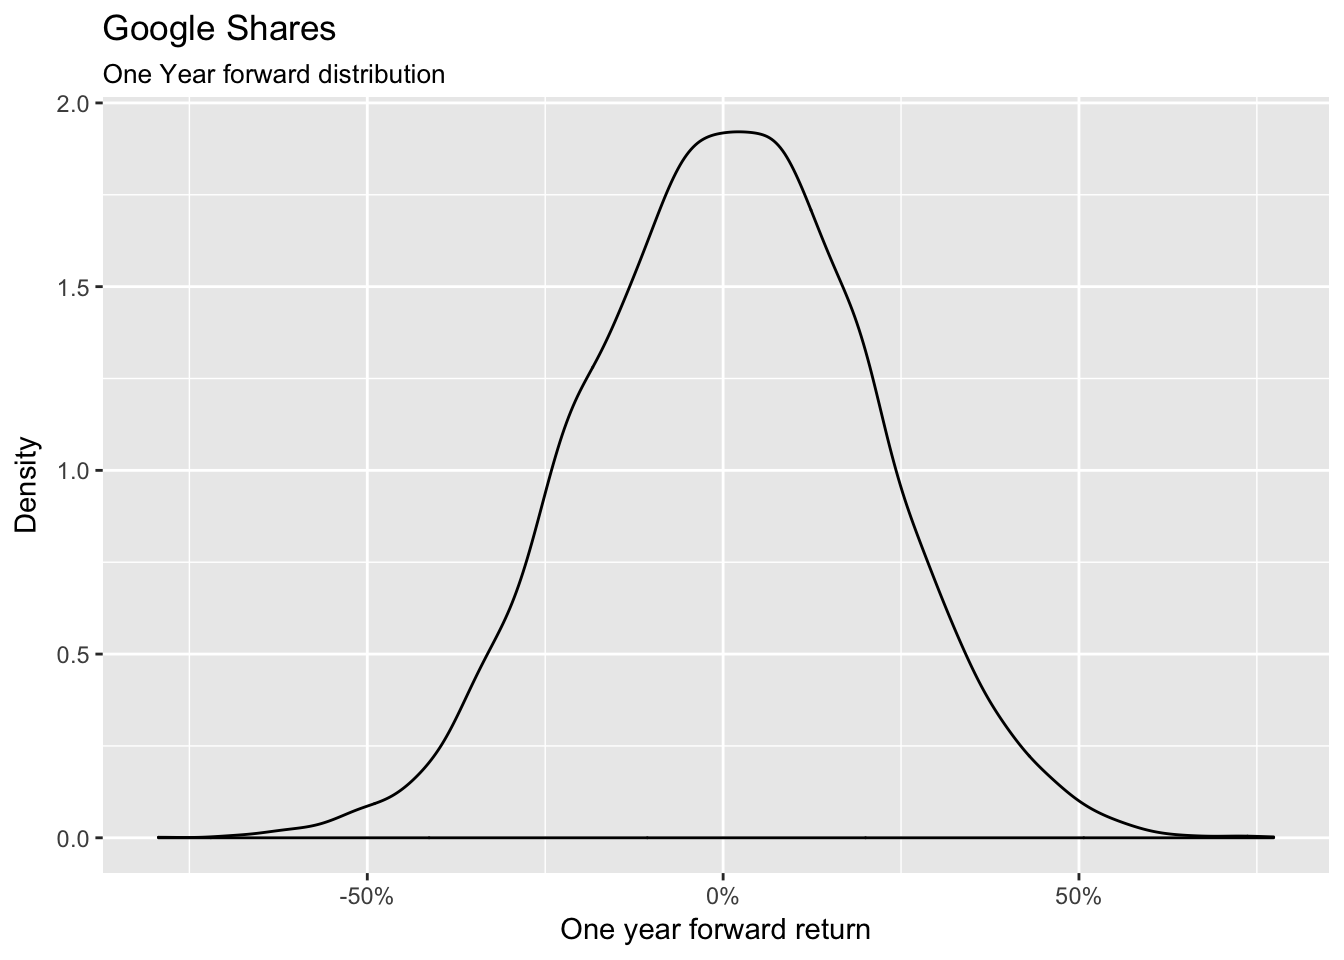 Google Shares
One Year forward distribution
2.0
1.5
1.0
0.5
0.0
Density
-50% 0% 50%
One year forward return